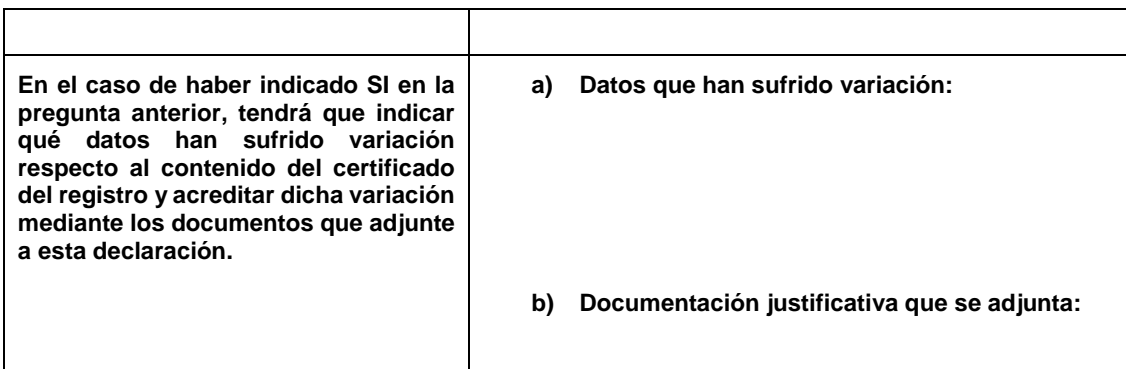 En el caso de haber indicado SI en la
pregunta anterior, tendrá que indicar
qué datos han sufrido variación
respecto al contenido del certificado
del registro y acreditar dicha variación
mediante los documentos que adjunte
a esta declaración.
a) Datos que han sufrido variación:
b) Documentación justificativa que se adjunta: